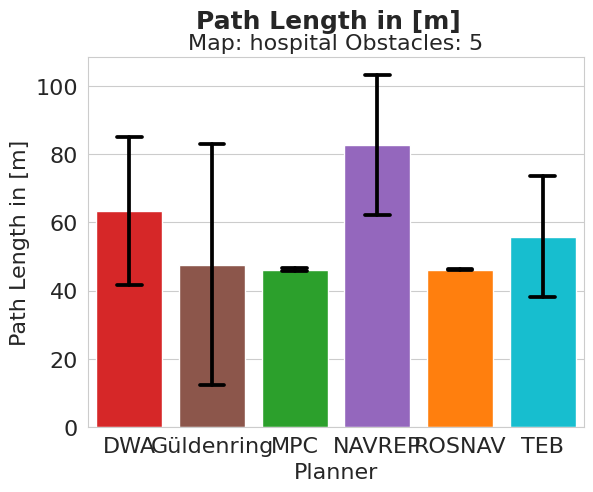 Path Length in [m]
Map: hospital Obstacles: 5
Path Length in [m]
100
80
60
40
20
0
DWA Güldenring MPC NAVREP ROSNAV TEB
Planner